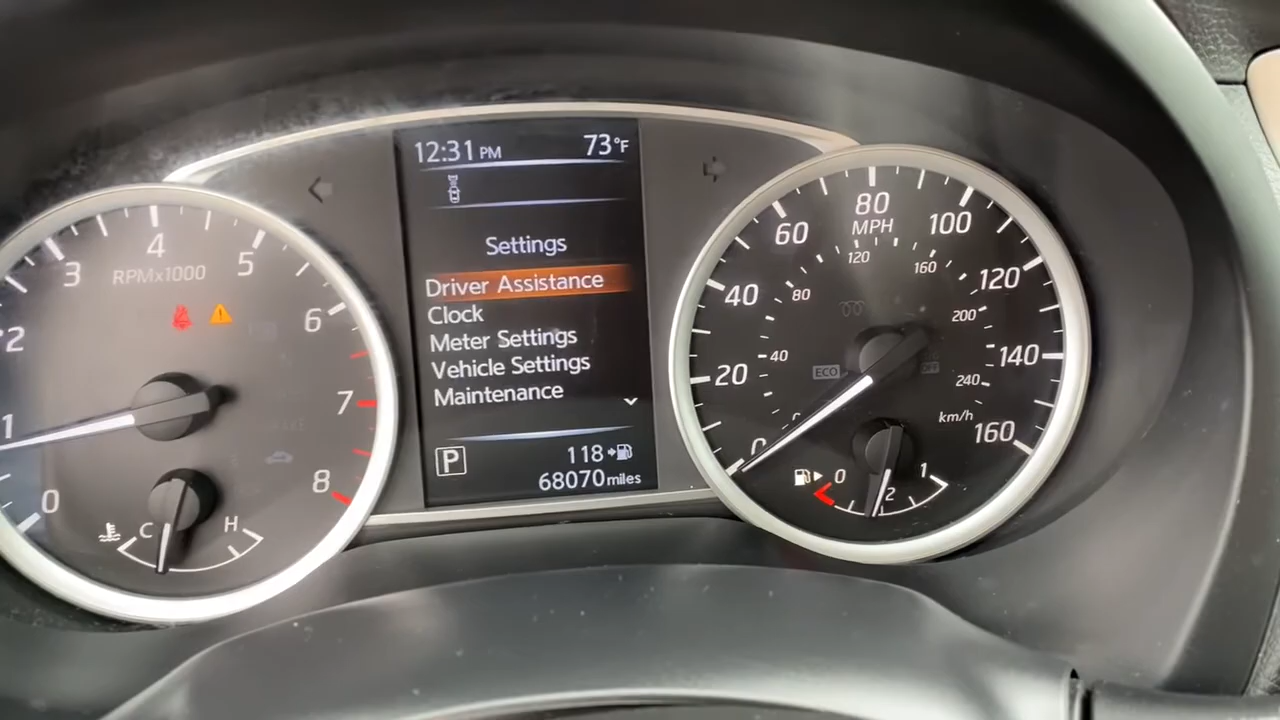 12:31 PM 73°F
Settings
Driver Assistance
Clock
Meter Settings
Vehicle Settings
Maintenance
P
118
68070 miles
0
1
2
3
4
5
6
7
8
RPMx1000
C
H
0
20
40
60
80
100
120
140
160
MPH
40
80
120
160
200
240
km/h
ECO
OFF
0
2
1